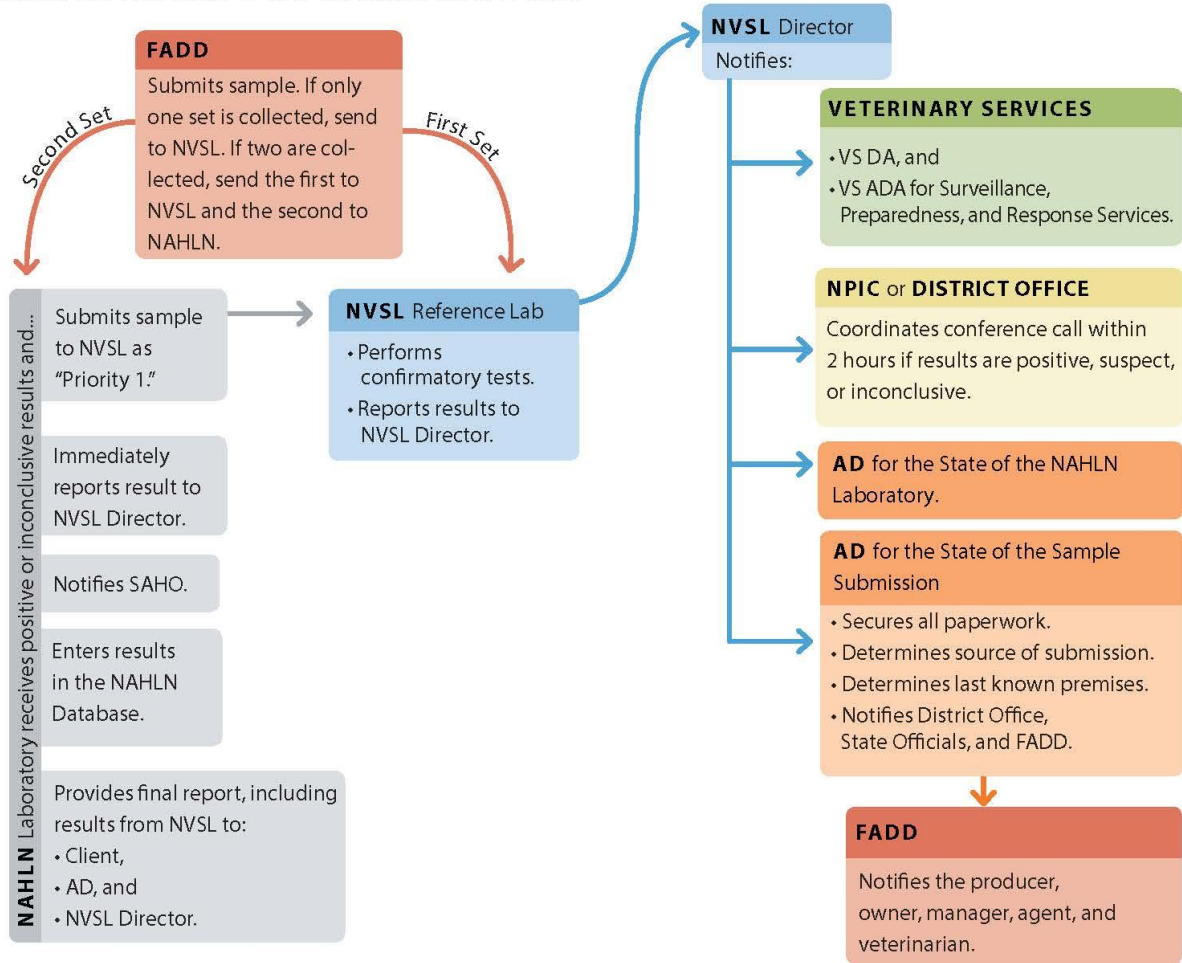 FADD
Submits sample. If only
one set is collected, send
to NVSL. If two are col-
lected, send the first to
NVSL and the second to
NAHLN.
Second Set
First Set
NAHLN Laboratory receives positive or inconclusive results and...
Submits sample
to NVSL as
“Priority 1.”
Immediately
reports result to
NVSL Director.
Notifies SAHO.
Enters results
in the NAHLN
Database.
Provides final report, including
results from NVSL to:
• Client,
• AD, and
• NVSL Director.
NVSL Reference Lab
• Performs
confirmatory tests.
• Reports results to
NVSL Director.
NVSL Director
Notifies:
VETERINARY SERVICES
• VS DA, and
• VS ADA for Surveillance,
Preparedness, and Response Services.
NPIC or DISTRICT OFFICE
Coordinates conference call within
2 hours if results are positive, suspect,
or inconclusive.
AD for the State of the NAHLN
Laboratory.
AD for the State of the Sample
Submission
• Secures all paperwork.
• Determines source of submission.
• Determines last known premises.
• Notifies District Office,
State Officials, and FADD.
FADD
Notifies the producer,
owner, manager, agent, and
veterinarian.